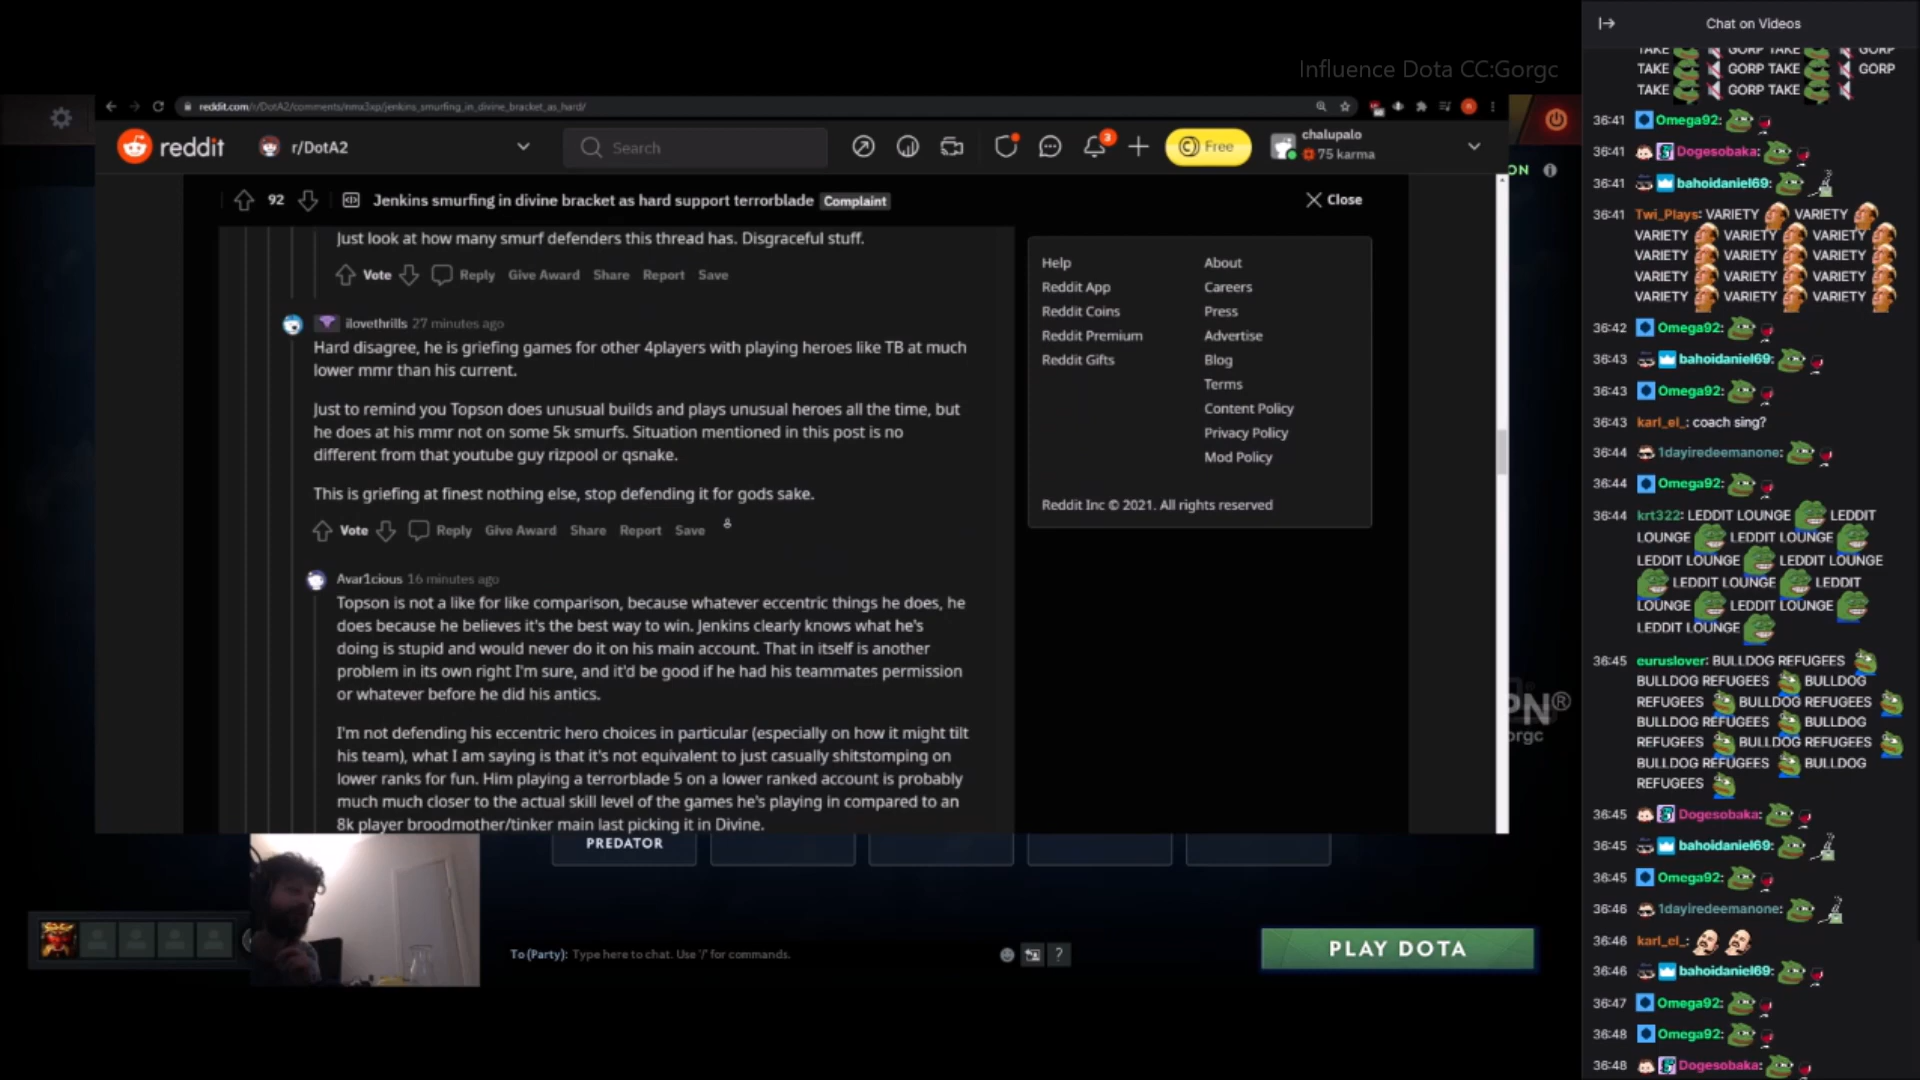 Influence Dota CC:Gorgc
reddit.com/r/DotA2/comments/nmx3xp/jenkins_smurfing_in_divine_bracket_as_hard/
reddit
r/DotA2
Search
3
Free
chalupalo
75 karma
ON
92
Jenkins smurfing in divine bracket as hard support terrorblade
Complaint
Close
Just look at how many smurf defenders this thread has. Disgraceful stuff.
Vote Reply Give Award Share Report Save
ilovethrills 27 minutes ago
Hard disagree, he is griefing games for other 4players with playing heroes like TB at much
lower mmr than his current.
Just to remind you Topson does unusual builds and plays unusual heroes all the time, but
he does at his mmr not on some 5k smurfs. Situation mentioned in this post is no
different from that youtube guy rizpool or qsnake.
This is griefing at finest nothing else, stop defending it for gods sake.
Vote Reply Give Award Share Report Save
Avar1cious 16 minutes ago
Topson is not a like for like comparison, because whatever eccentric things he does, he
does because he believes it's the best way to win. Jenkins clearly knows what he's
doing is stupid and would never do it on his main account. That in itself is another
problem in its own right I'm sure, and it'd be good if he had his teammates permission
or whatever before he did his antics.
I'm not defending his eccentric hero choices in particular (especially on how it might tilt
his team), what I am saying is that it's not equivalent to just casually shitstomping on
lower ranks for fun. Him playing a terrorblade 5 on a lower ranked account is probably
much much closer to the actual skill level of the games he's playing in compared to an
8k player broodmother/tinker main last picking it in Divine.
Help About
Reddit App Careers
Reddit Coins Press
Reddit Premium Advertise
Reddit Gifts Blog
Terms
Content Policy
Privacy Policy
Mod Policy
Reddit Inc © 2021. All rights reserved
PN®
orgc
PREDATOR
To (Party): Type here to chat. Use '/' for commands.
?
PLAY DOTA
Chat on Videos
TAKE GORP TAKE GORP
TAKE GORP TAKE GORP
TAKE GORP TAKE
36:41 Omega92:
36:41 Dogesobaka:
36:41 bahoidaniel69:
36:41 Twi_Plays: VARIETY VARIETY
VARIETY VARIETY VARIETY
VARIETY VARIETY VARIETY
VARIETY VARIETY VARIETY
VARIETY VARIETY VARIETY
36:42 Omega92:
36:43 bahoidaniel69:
36:43 Omega92:
36:43 karl_el_: coach sing?
36:44 1dayiredeemanone:
36:44 Omega92:
36:44 krt322: LEDDIT LOUNGE LEDDIT
LOUNGE LEDDIT LOUNGE
LEDDIT LOUNGE LEDDIT LOUNGE
LEDDIT LOUNGE LEDDIT
LOUNGE LEDDIT LOUNGE
LEDDIT LOUNGE
36:45 euruslover: BULLDOG REFUGEES
BULLDOG REFUGEES BULLDOG
REFUGEES BULLDOG REFUGEES
BULLDOG REFUGEES BULLDOG
REFUGEES BULLDOG REFUGEES
BULLDOG REFUGEES BULLDOG
REFUGEES
36:45 Dogesobaka:
36:45 bahoidaniel69:
36:45 Omega92:
36:46 1dayiredeemanone:
36:46 karl_el_:
36:46 bahoidaniel69:
36:47 Omega92:
36:48 Omega92:
36:48 Dogesobaka: